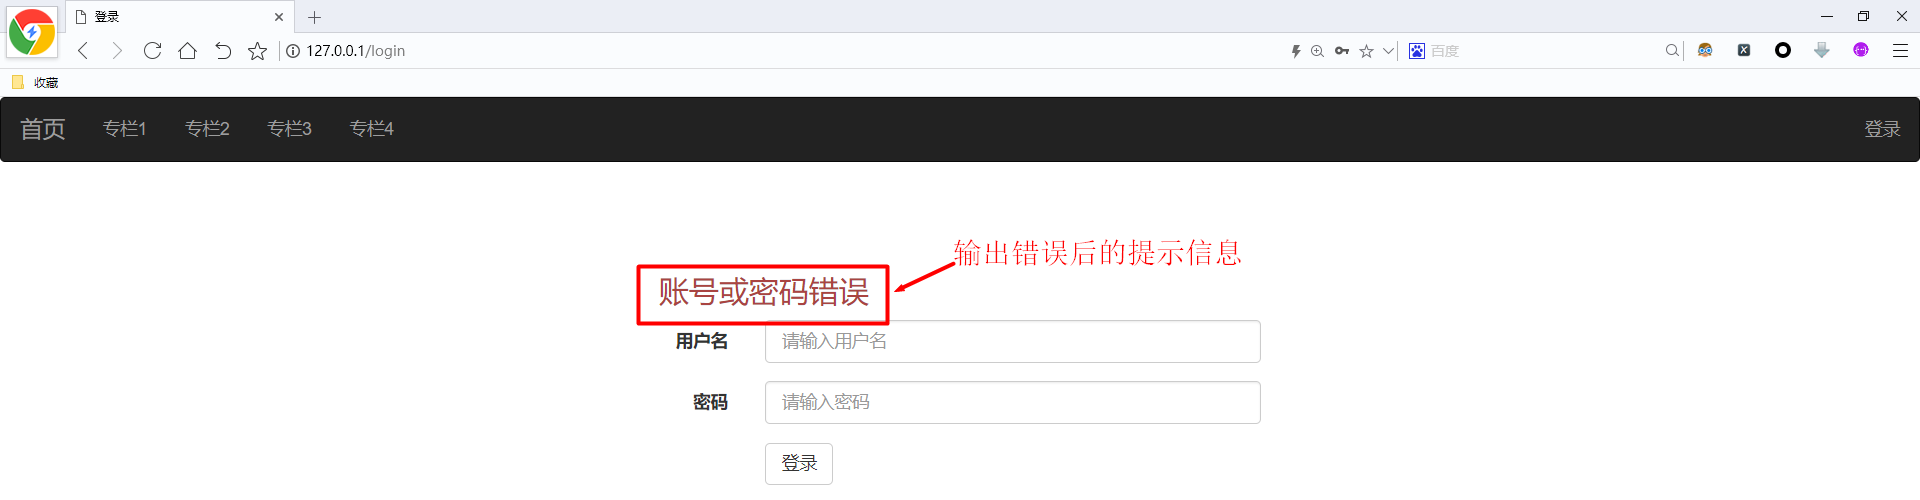 登录
127.0.0.1/login
百度
收藏
首页 专栏1 专栏2 专栏3 专栏4 登录
输出错误后的提示信息
账号或密码错误
用户名 请输入用户名
密码 请输入密码
登录